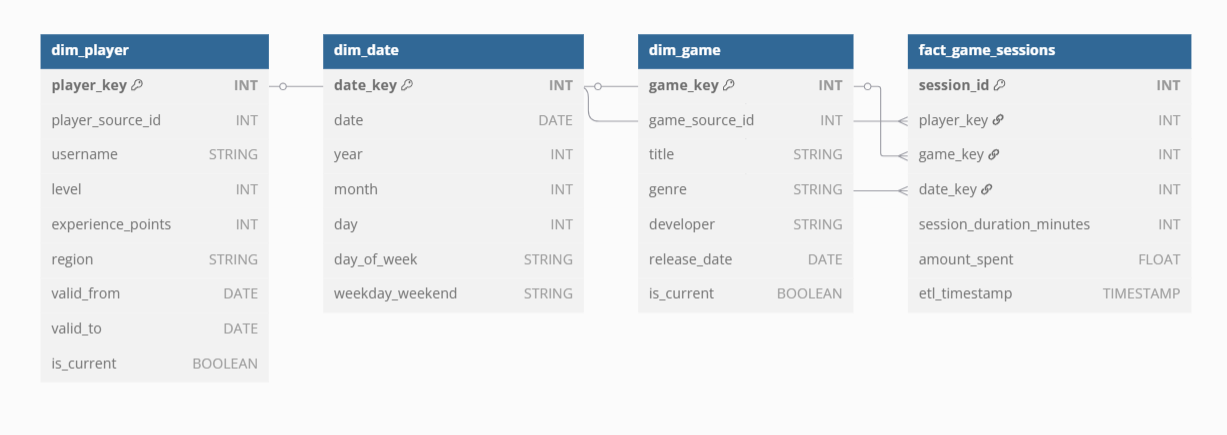 dim_player
player_key INT
player_source_id INT
username STRING
level INT
experience_points INT
region STRING
valid_from DATE
valid_to DATE
is_current BOOLEAN
dim_date
date_key INT
date DATE
year INT
month INT
day INT
day_of_week STRING
weekday_weekend STRING
dim_game
game_key INT
game_source_id INT
title STRING
genre STRING
developer STRING
release_date DATE
is_current BOOLEAN
fact_game_sessions
session_id INT
player_key INT
game_key INT
date_key INT
session_duration_minutes INT
amount_spent FLOAT
etl_timestamp TIMESTAMP